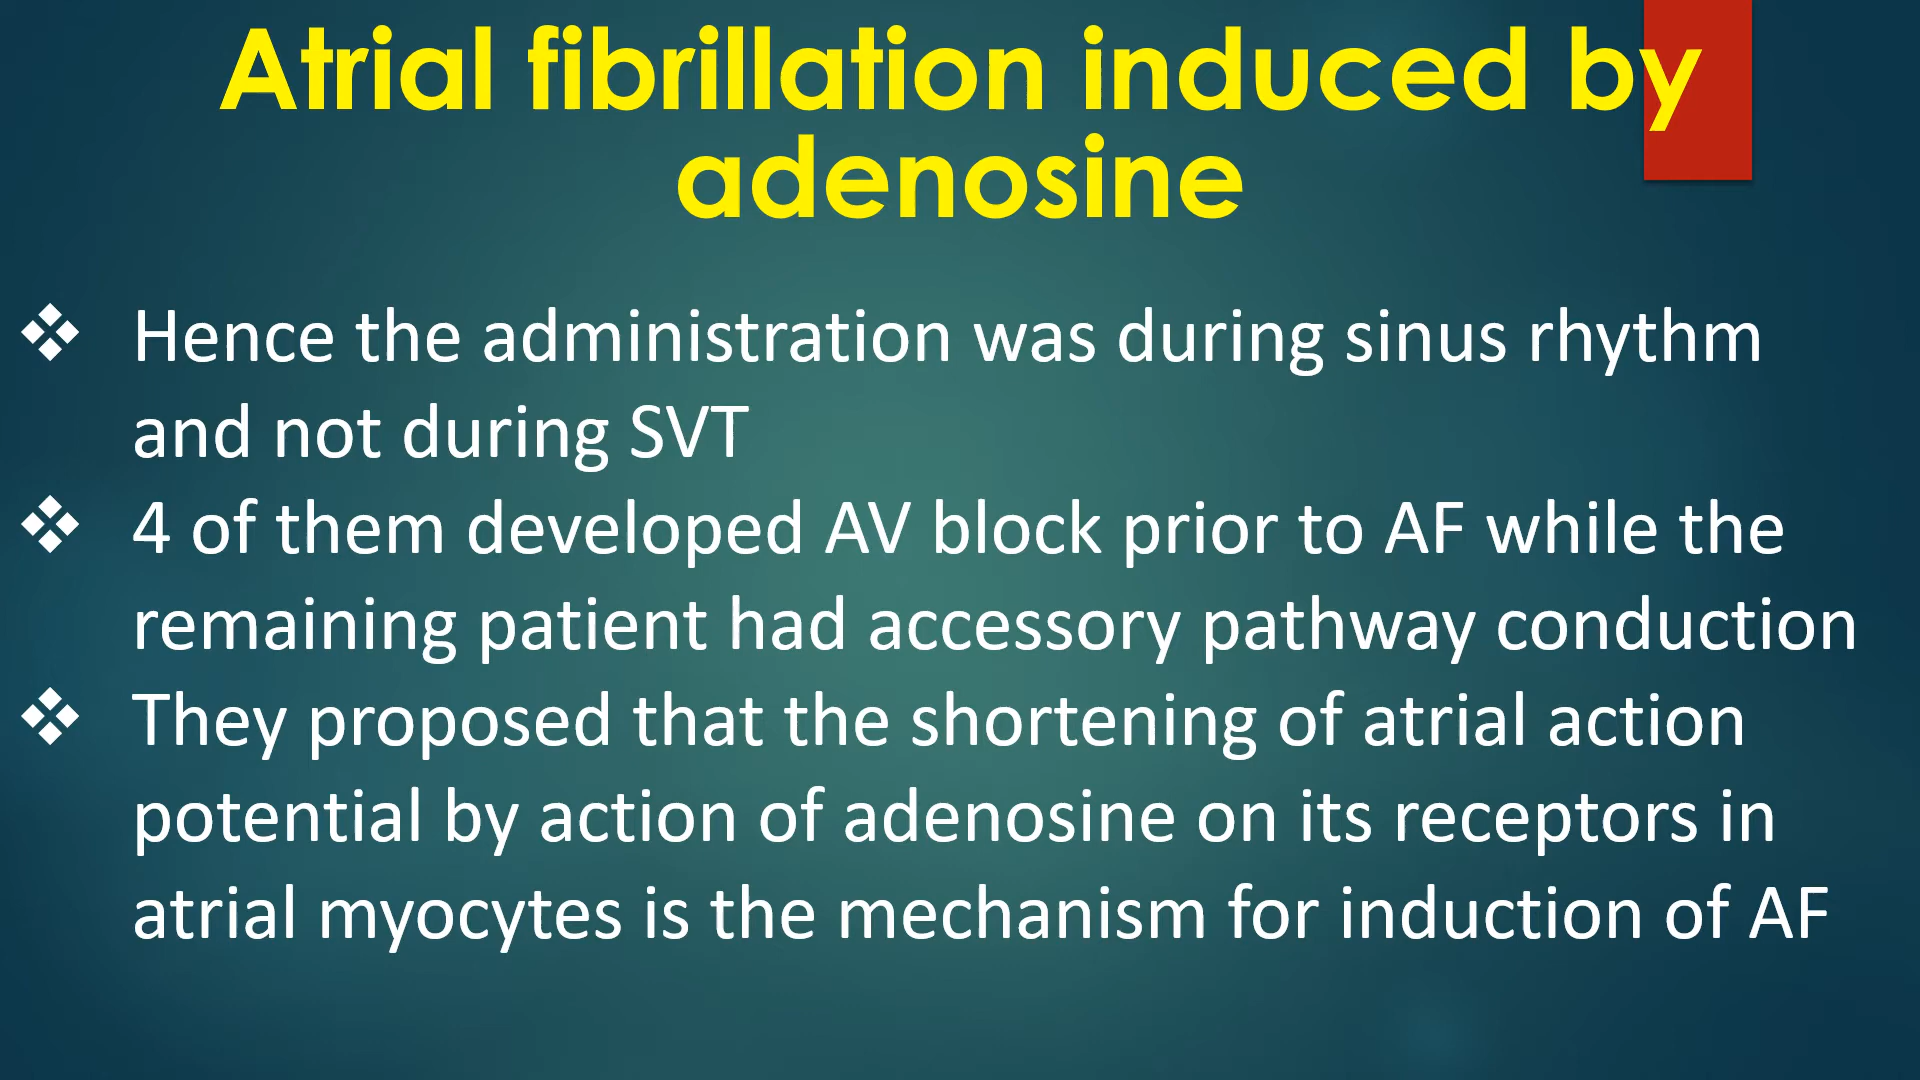 Atrial fibrillation induced by
adenosine
❖ Hence the administration was during sinus rhythm
and not during SVT
❖ 4 of them developed AV block prior to AF while the
remaining patient had accessory pathway conduction
❖ They proposed that the shortening of atrial action
potential by action of adenosine on its receptors in
atrial myocytes is the mechanism for induction of AF